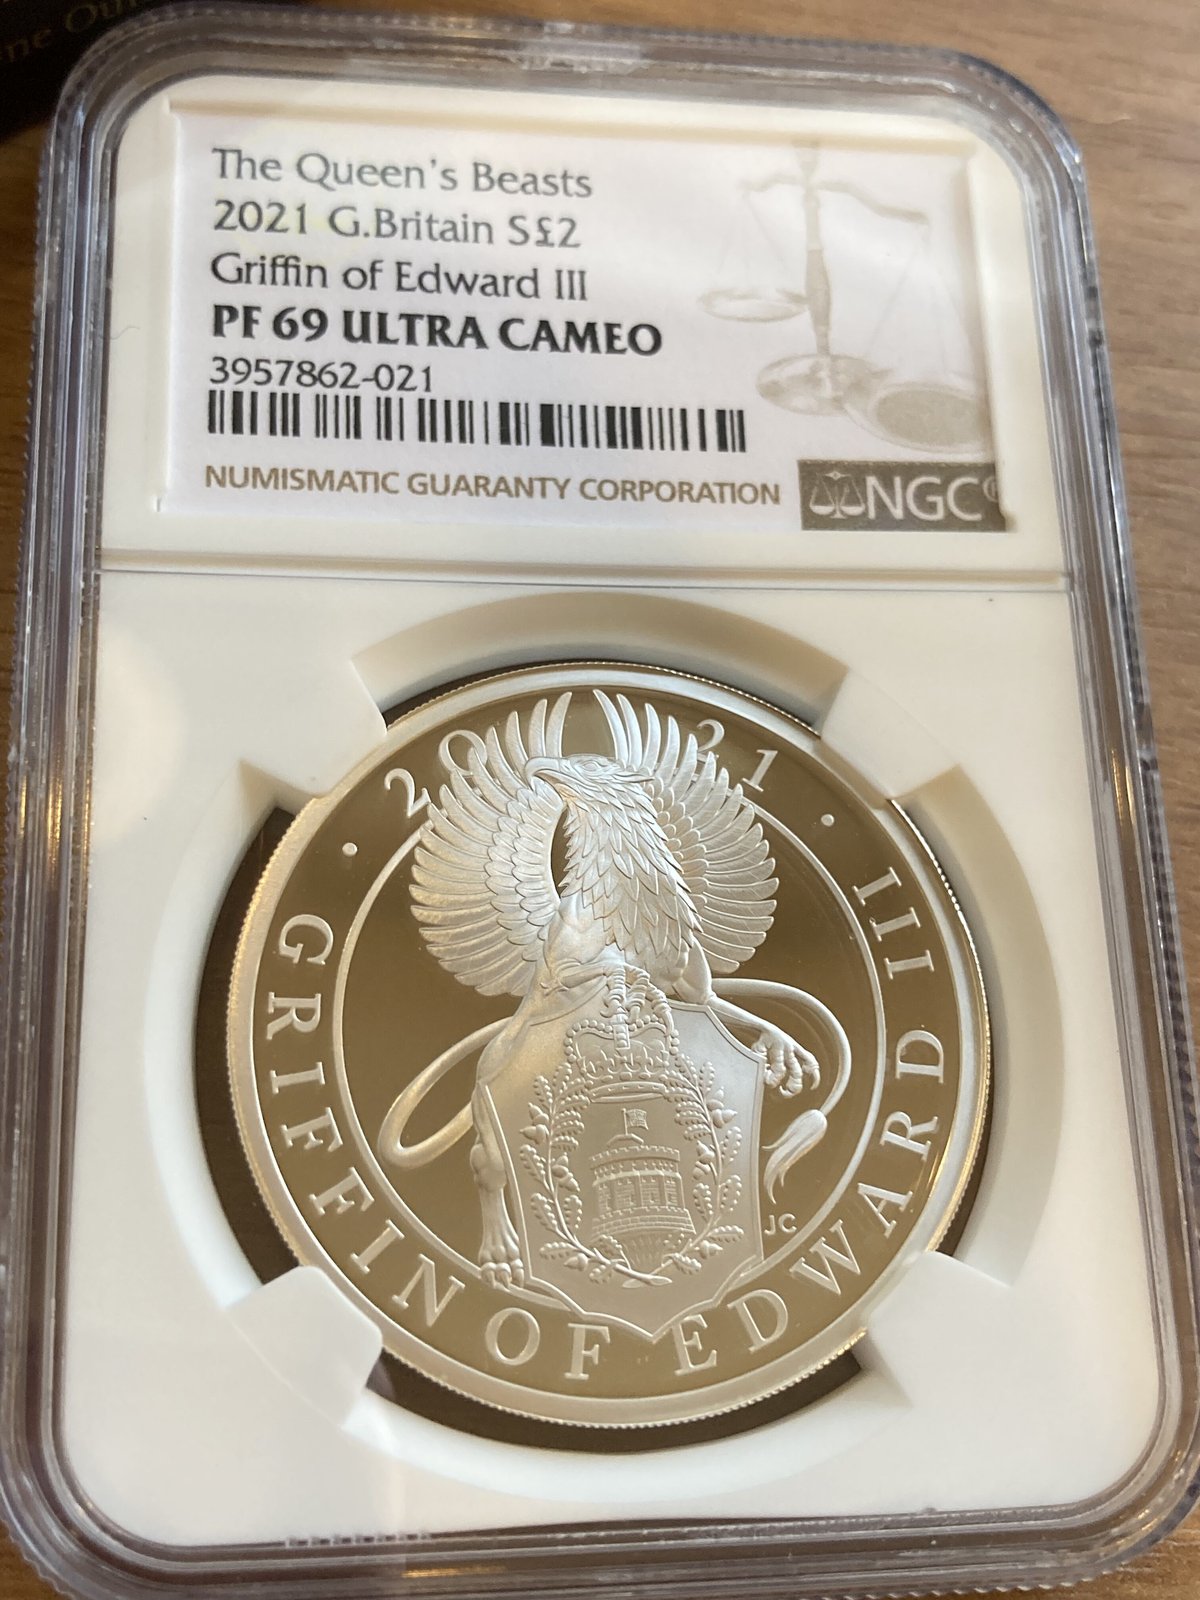 The Queen's Beasts
2021 G.Britain S£2
Griffin of Edward III
PF 69 ULTRA CAMEO
3957862-021
NUMISMATIC GUARANTY CORPORATION
NGC
· 2021 ·
GRIFFIN OF EDWARD III
JC